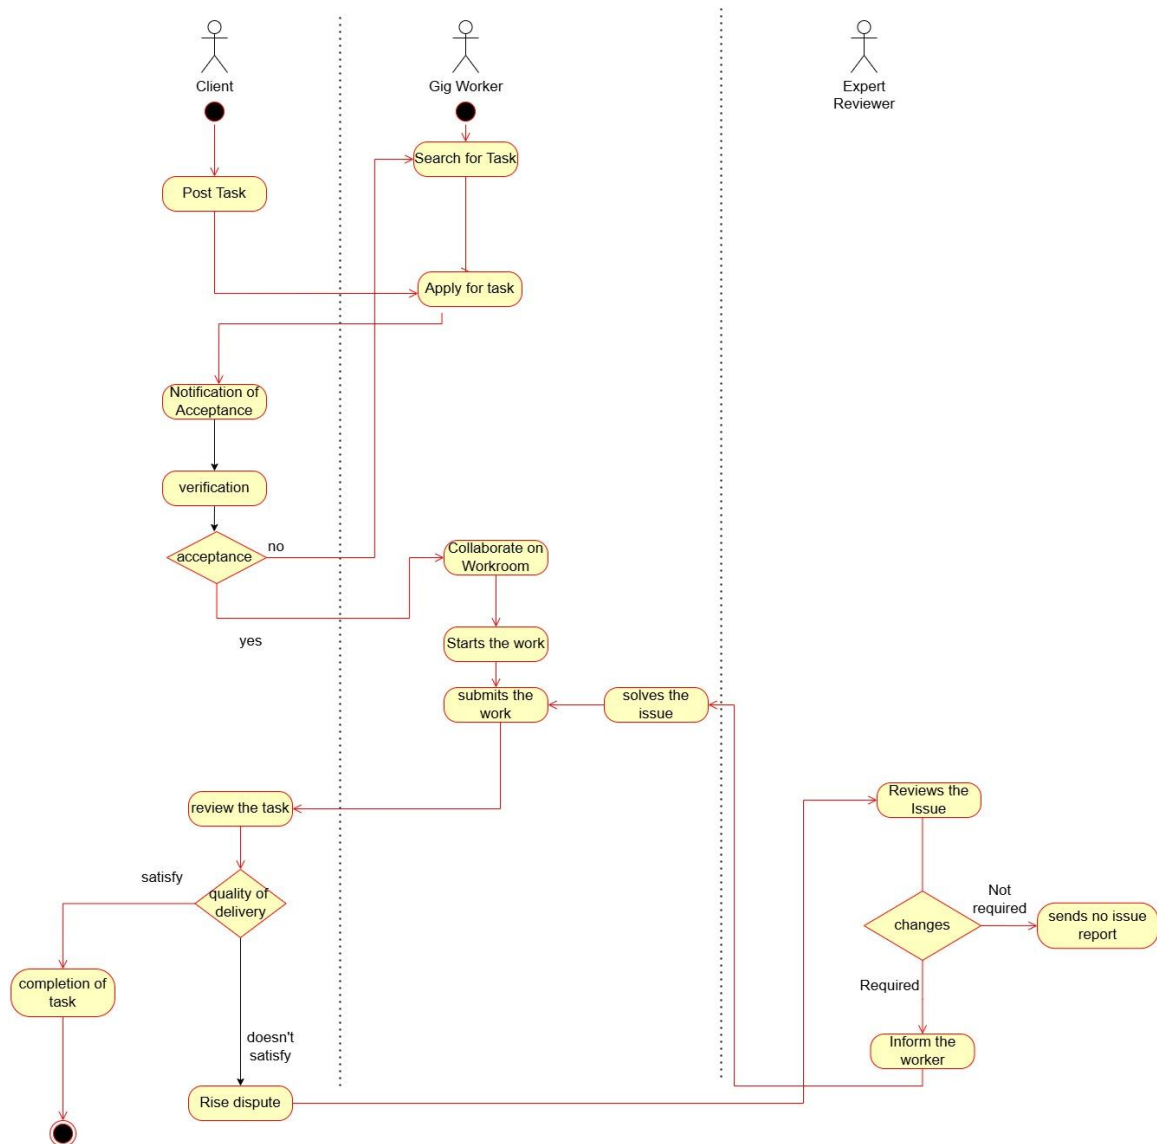 Client
Gig Worker
Expert
Reviewer
Search for Task
Post Task
Apply for task
Notification of
Acceptance
verification
acceptance
no
yes
Collaborate on
Workroom
Starts the work
submits the
work
solves the
issue
review the task
Reviews the
Issue
satisfy
quality of
delivery
changes
Not
required
sends no issue
report
completion of
task
Required
doesn't
satisfy
Inform the
worker
Rise dispute